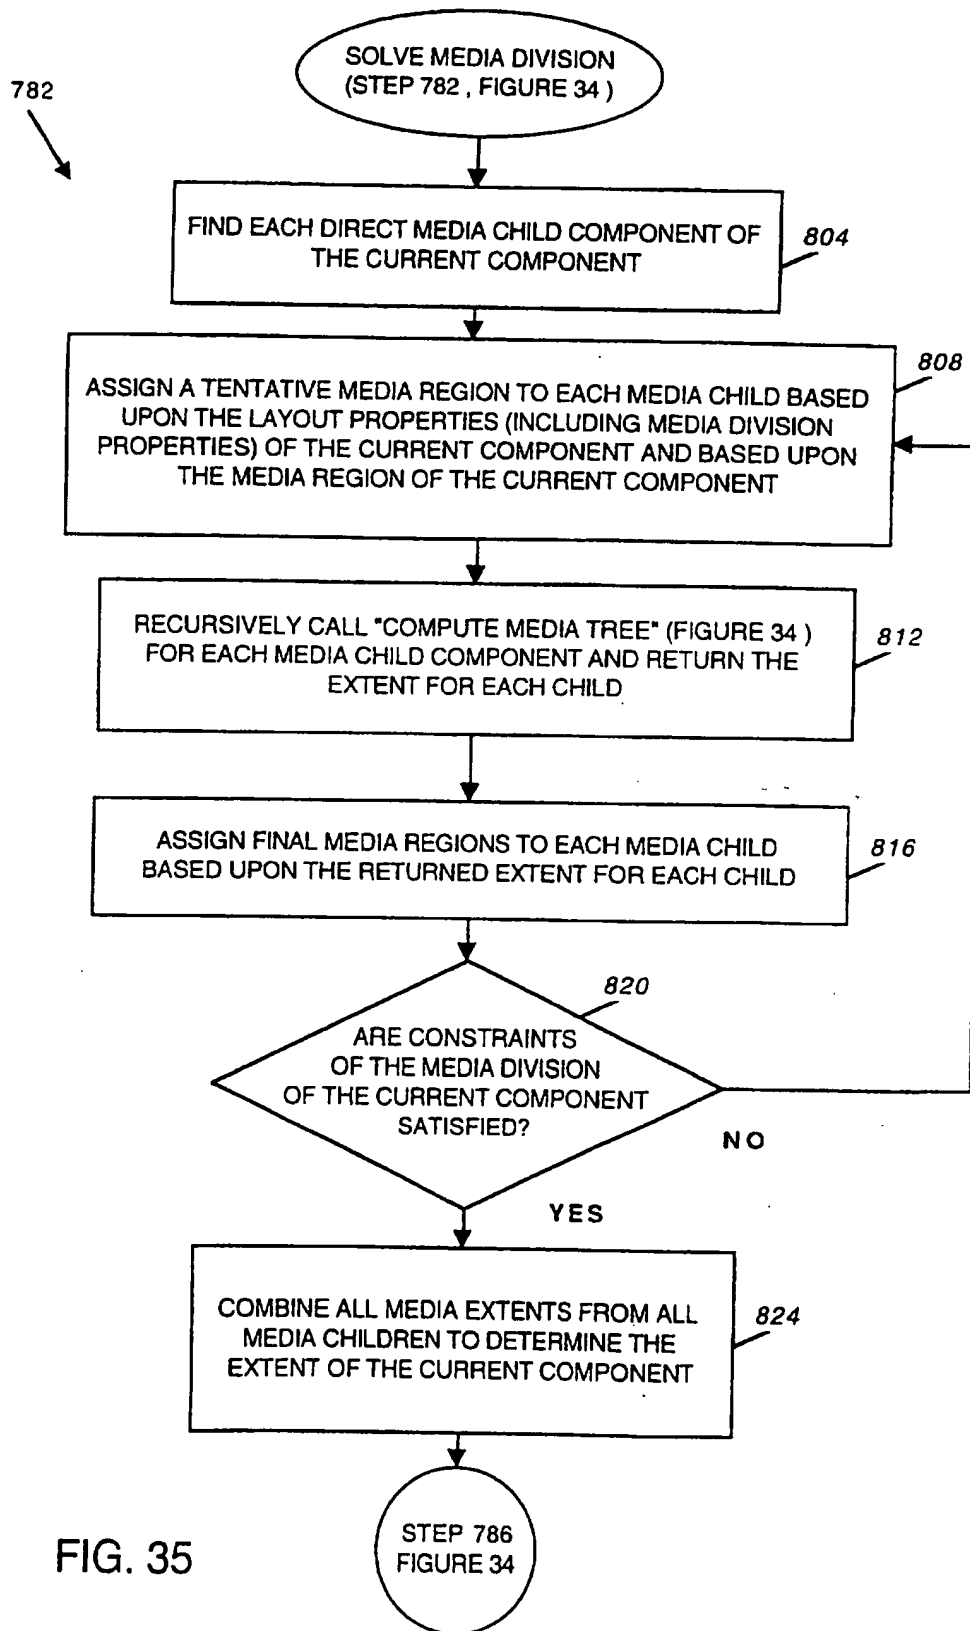 SOLVE MEDIA DIVISION
(STEP 782 , FIGURE 34 )
782
FIND EACH DIRECT MEDIA CHILD COMPONENT OF
THE CURRENT COMPONENT
804
ASSIGN A TENTATIVE MEDIA REGION TO EACH MEDIA CHILD BASED
UPON THE LAYOUT PROPERTIES (INCLUDING MEDIA DIVISION
PROPERTIES) OF THE CURRENT COMPONENT AND BASED UPON
THE MEDIA REGION OF THE CURRENT COMPONENT
808
RECURSIVELY CALL "COMPUTE MEDIA TREE" (FIGURE 34 )
FOR EACH MEDIA CHILD COMPONENT AND RETURN THE
EXTENT FOR EACH CHILD
812
ASSIGN FINAL MEDIA REGIONS TO EACH MEDIA CHILD
BASED UPON THE RETURNED EXTENT FOR EACH CHILD
816
820
ARE CONSTRAINTS
OF THE MEDIA DIVISION
OF THE CURRENT COMPONENT
SATISFIED?
NO
YES
COMBINE ALL MEDIA EXTENTS FROM ALL
MEDIA CHILDREN TO DETERMINE THE
EXTENT OF THE CURRENT COMPONENT
824
STEP 786
FIGURE 34
FIG. 35